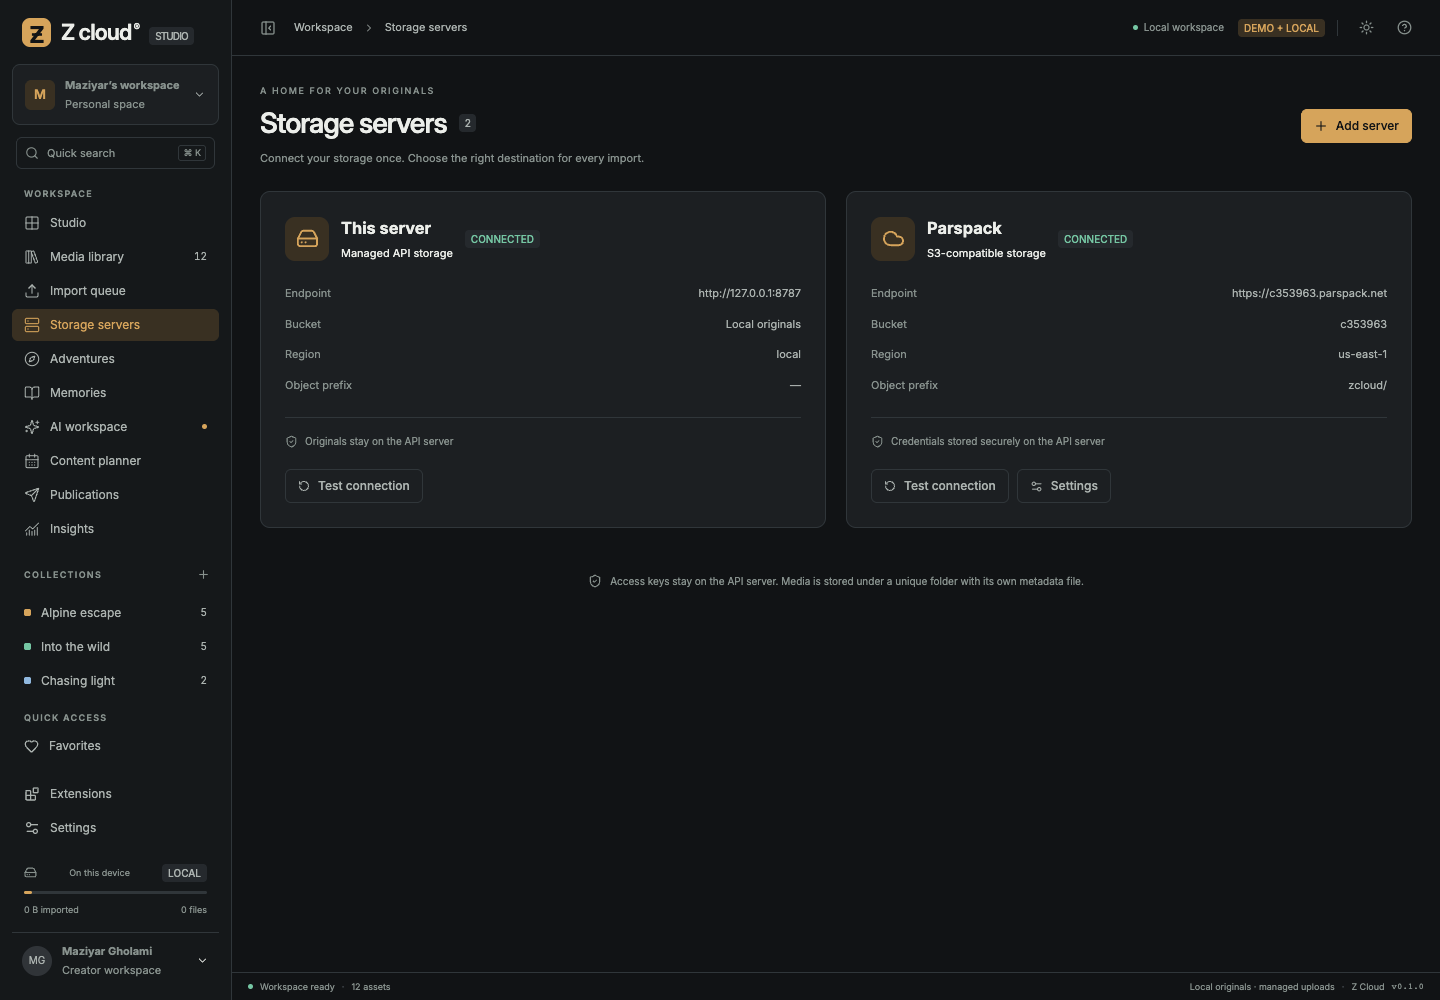 Z cloud® STUDIO
Maziyar's workspace
Personal space
Quick search ⌘ K
WORKSPACE
Studio
Media library 12
Import queue
Storage servers
Adventures
Memories
AI workspace
Content planner
Publications
Insights
COLLECTIONS
Alpine escape 5
Into the wild 5
Chasing light 2
QUICK ACCESS
Favorites
Extensions
Settings
On this device LOCAL
0 B imported 0 files
MG Maziyar Gholami
Creator workspace
Workspace > Storage servers
Local workspace DEMO + LOCAL
A HOME FOR YOUR ORIGINALS
Storage servers 2
Connect your storage once. Choose the right destination for every import.
+ Add server
This server
Managed API storage
CONNECTED
Endpoint http://127.0.0.1:8787
Bucket Local originals
Region local
Object prefix —
Originals stay on the API server
Test connection
Parspack
S3-compatible storage
CONNECTED
Endpoint https://c353963.parspack.net
Bucket c353963
Region us-east-1
Object prefix zcloud/
Credentials stored securely on the API server
Test connection Settings
Access keys stay on the API server. Media is stored under a unique folder with its own metadata file.
Workspace ready · 12 assets
Local originals · managed uploads · Z Cloud v0.1.0